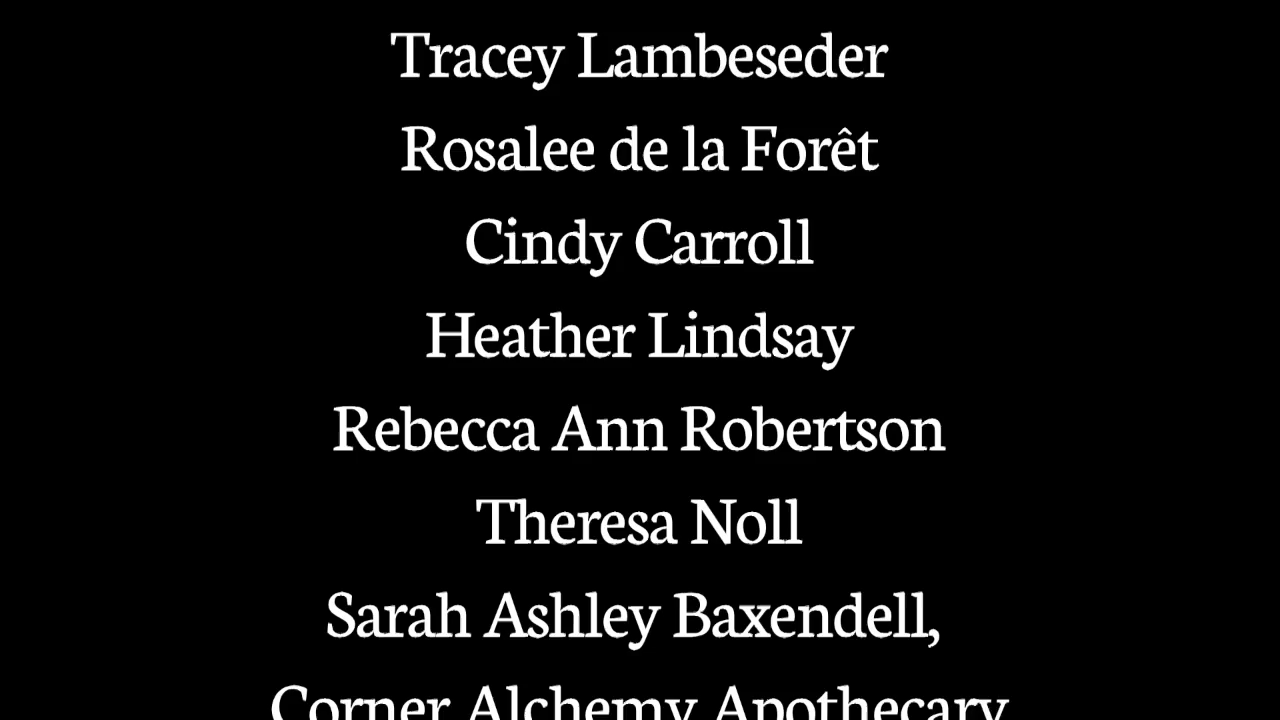 Tracey Lambeseder
Rosalee de la Forêt
Cindy Carroll
Heather Lindsay
Rebecca Ann Robertson
Theresa Noll
Sarah Ashley Baxendell,
Corner Alchemy Apothecary